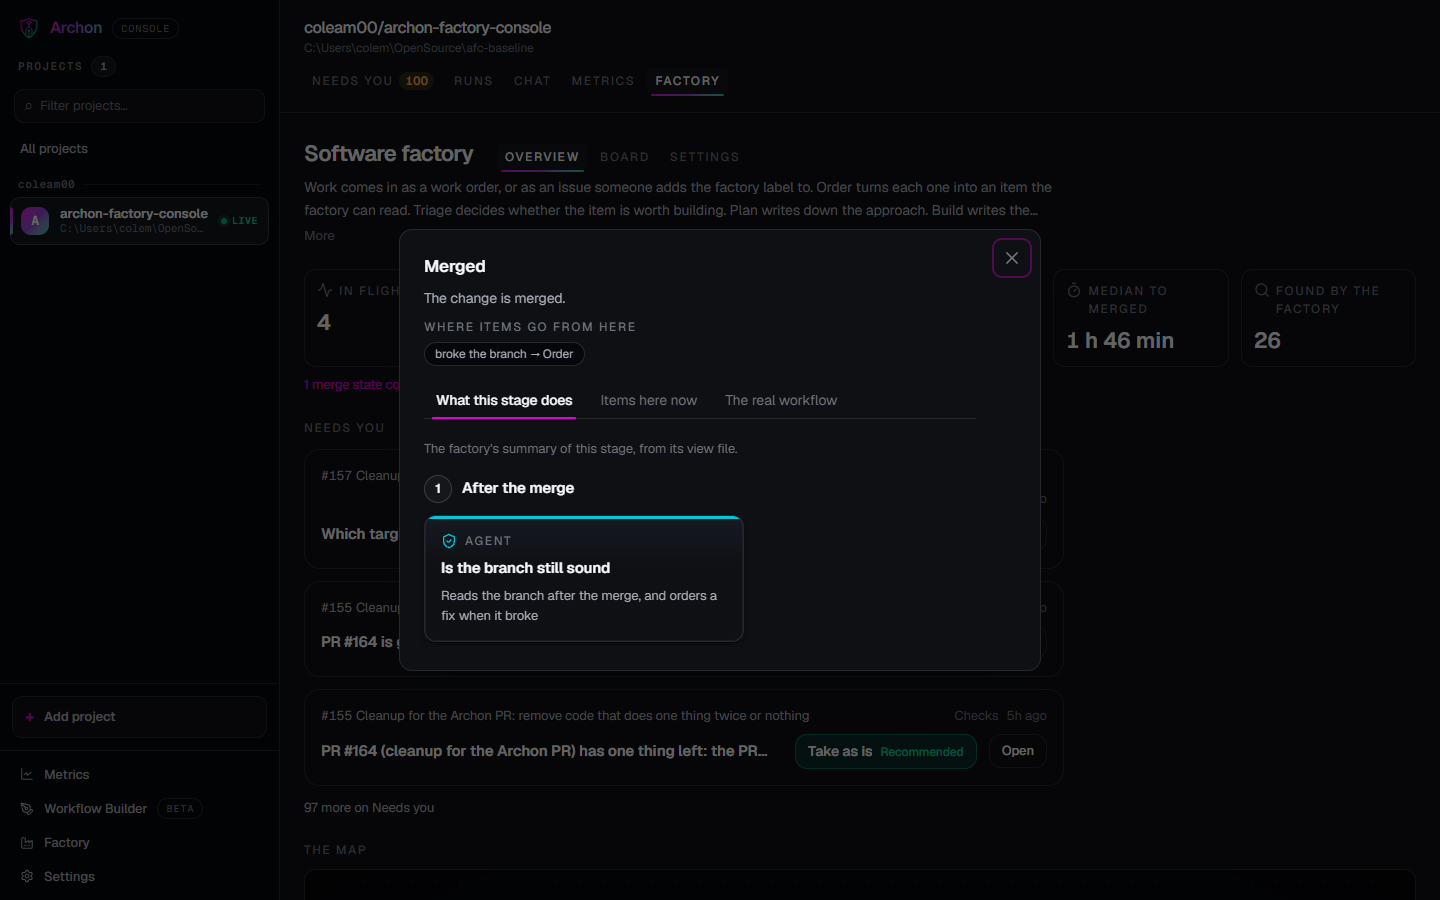 Archon
CONSOLE
PROJECTS 1
Filter projects...
All projects
coleam00
A
archon-factory-console
C:\Users\colem\OpenSo...
LIVE
Add project
Metrics
Workflow Builder BETA
Factory
Settings
coleam00/archon-factory-console
C:\Users\colem\OpenSource\afc-baseline
NEEDS YOU 100 RUNS CHAT METRICS FACTORY
Software factory OVERVIEW BOARD SETTINGS
Work comes in as a work order, or as an issue someone adds the factory label to. Order turns each one into an item the
factory can read. Triage decides whether the item is worth building. Plan writes down the approach. Build writes the...
More
IN FLIGH
4
MEDIAN TO
MERGED
1 h 46 min
FOUND BY THE
FACTORY
26
1 merge state co
NEEDS YOU
#157 Cleanu
Which targ
#155 Cleanu
PR #164 is
Merged
The change is merged.
WHERE ITEMS GO FROM HERE
broke the branch → Order
What this stage does Items here now The real workflow
The factory's summary of this stage, from its view file.
1 After the merge
AGENT
Is the branch still sound
Reads the branch after the merge, and orders a
fix when it broke
#155 Cleanup for the Archon PR: remove code that does one thing twice or nothing
Checks 5h ago
PR #164 (cleanup for the Archon PR) has one thing left: the PR...
Take as is Recommended
Open
97 more on Needs you
THE MAP